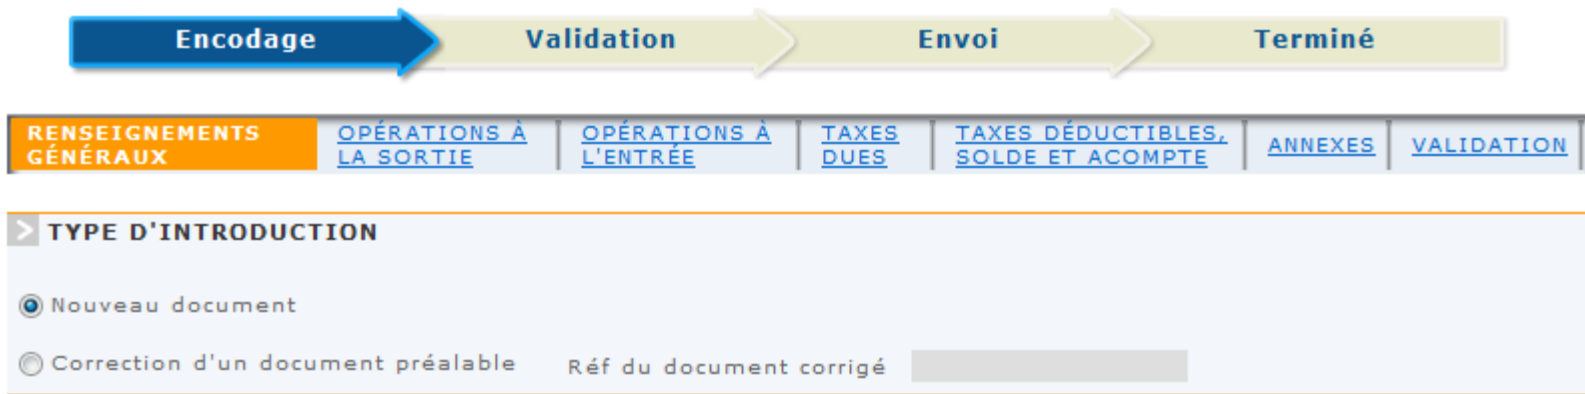 Encodage Validation Envoi Terminé
RENSEIGNEMENTS GÉNÉRAUX
OPÉRATIONS À LA SORTIE
OPÉRATIONS À L'ENTRÉE
TAXES DUES
TAXES DÉDUCTIBLES, SOLDE ET ACOMPTE
ANNEXES
VALIDATION
TYPE D'INTRODUCTION
Nouveau document
Correction d'un document préalable Réf du document corrigé